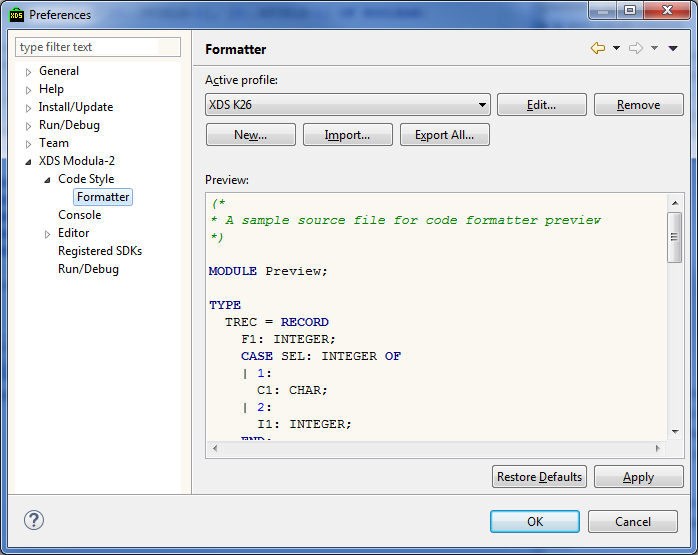 Preferences
type filter text
General
Help
Install/Update
Run/Debug
Team
XDS Modula-2
Code Style
Formatter
Console
Editor
Registered SDKs
Run/Debug
Formatter
Active profile:
XDS K26
Edit...
Remove
New...
Import...
Export All...
Preview:
(*
* A sample source file for code formatter preview
*)
MODULE Preview;
TYPE
TREC = RECORD
F1: INTEGER;
CASE SEL: INTEGER OF
| 1:
C1: CHAR;
| 2:
I1: INTEGER;
END;
Restore Defaults
Apply
?
OK
Cancel